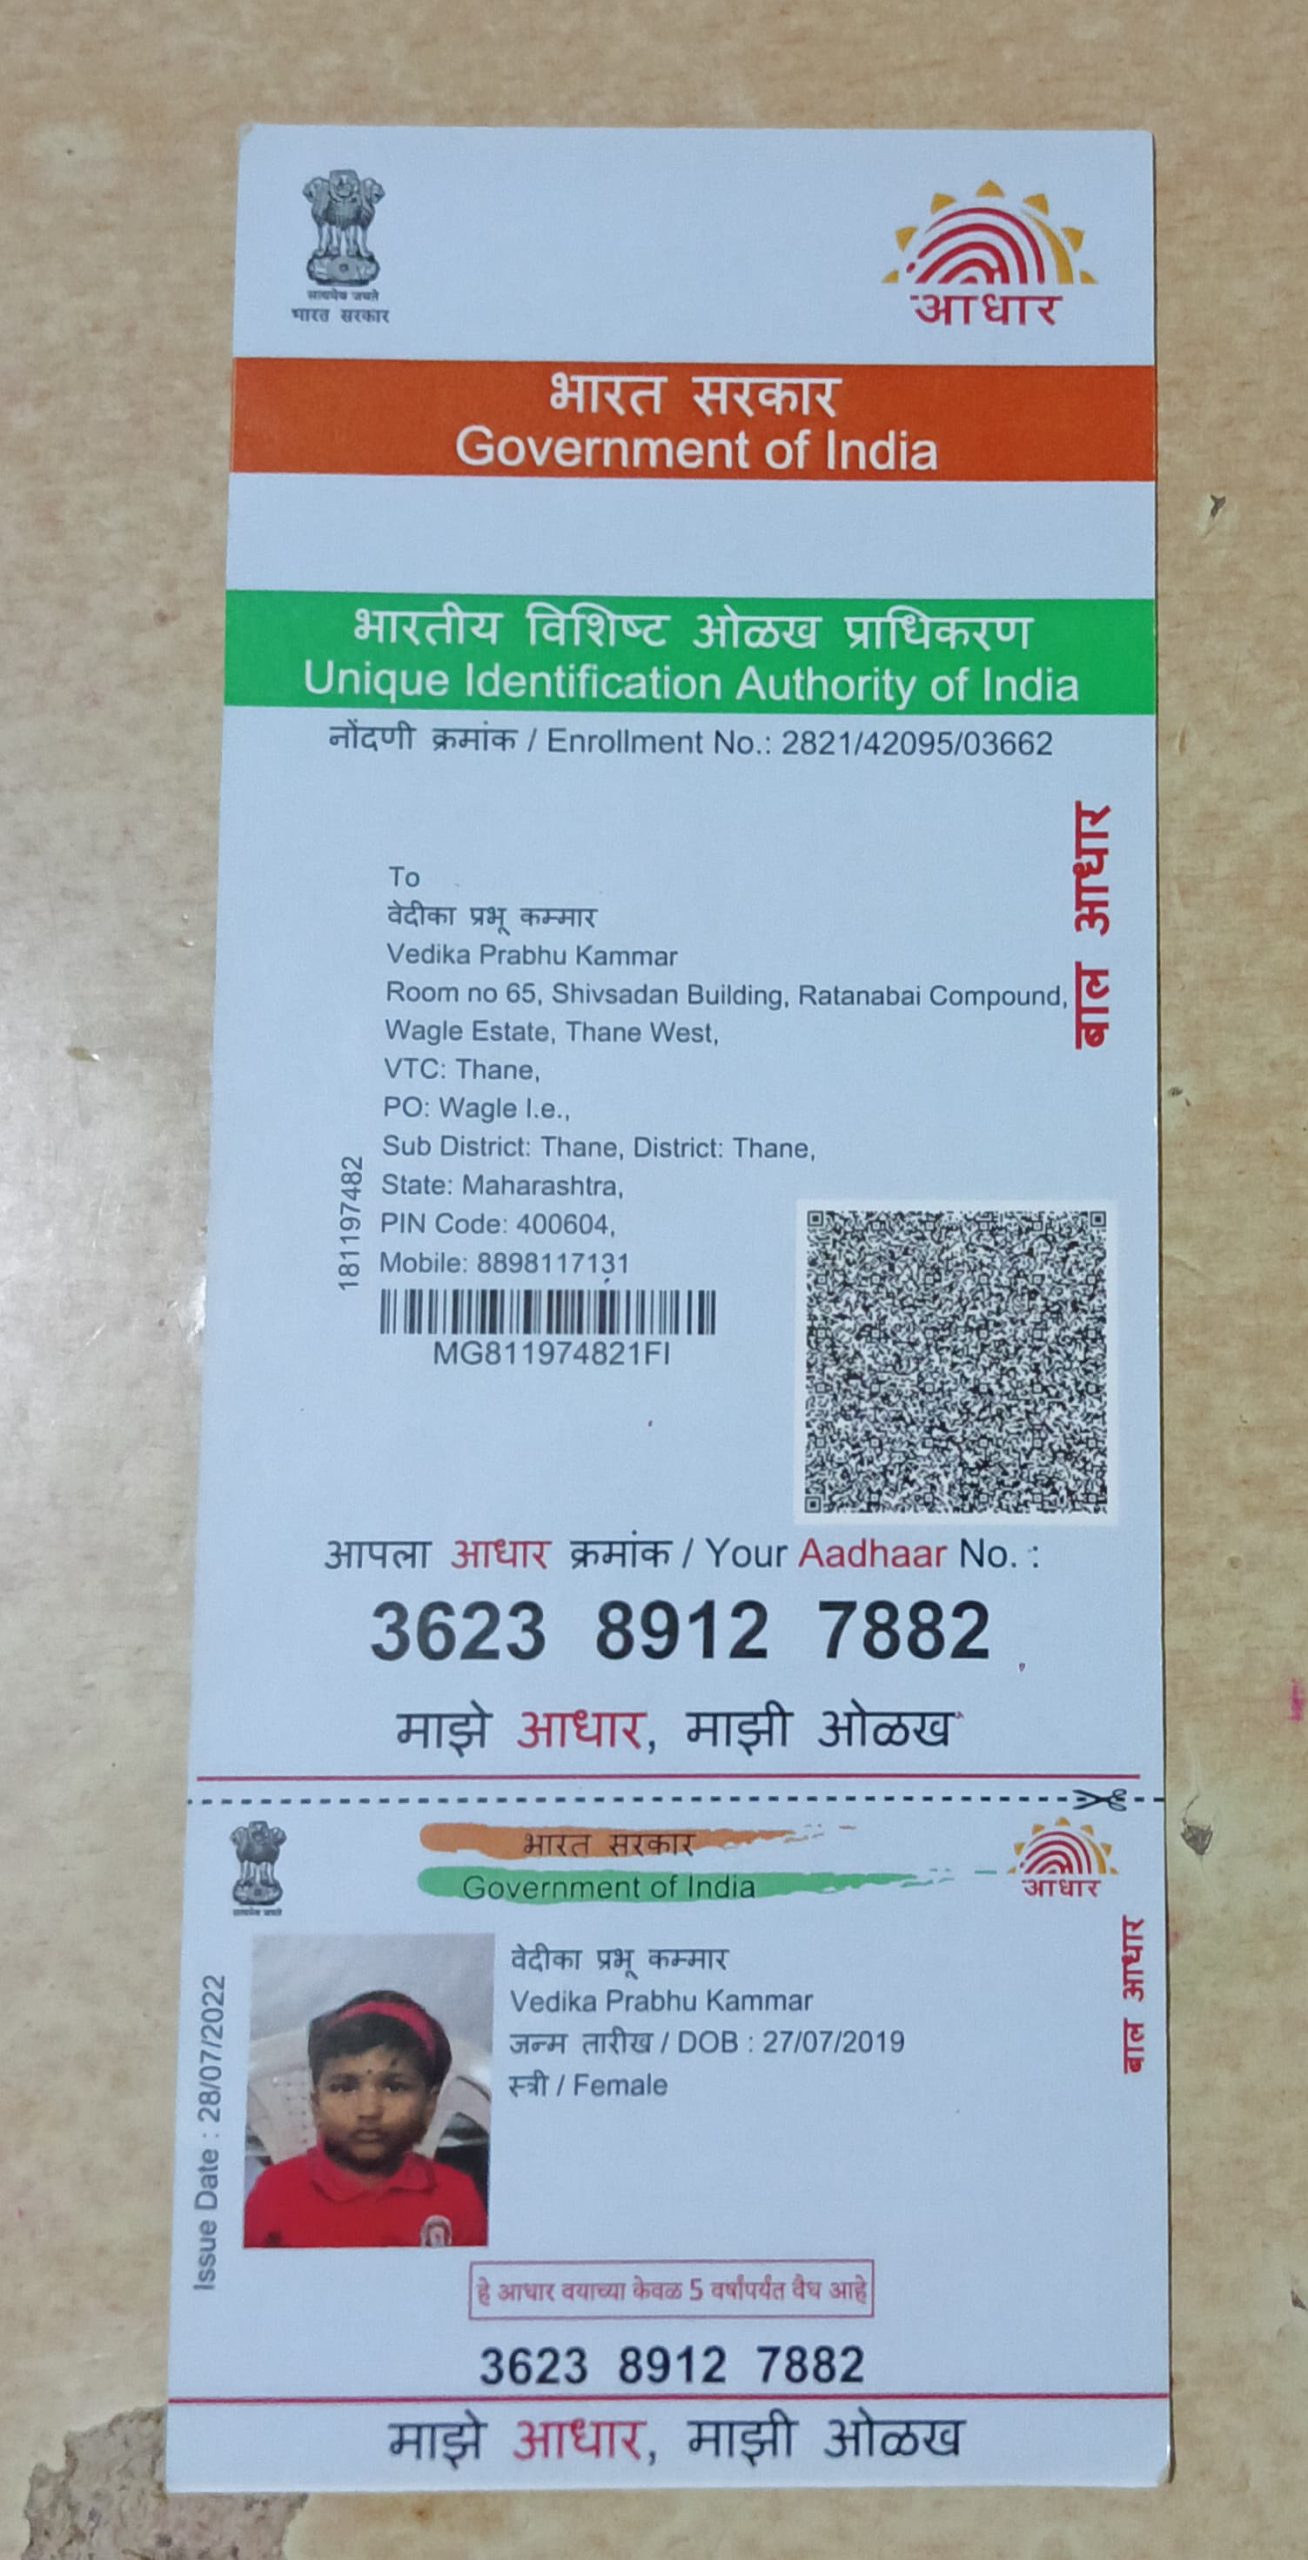 सत्यमेव जयते
भारत सरकार
आधार
भारत सरकार
Government of India
भारतीय विशिष्ट ओळख प्राधिकरण
Unique Identification Authority of India
नोंदणी क्रमांक / Enrollment No.: 2821/42095/03662
बाल आधार
To
वेदीका प्रभू कम्मार
Vedika Prabhu Kammar
Room no 65, Shivsadan Building, Ratanabai Compound,
Wagle Estate, Thane West,
VTC: Thane,
PO: Wagle I.e.,
Sub District: Thane, District: Thane,
State: Maharashtra,
PIN Code: 400604,
Mobile: 8898117131
181197482
MG811974821FI
आपला आधार क्रमांक / Your Aadhaar No. :
3623 8912 7882
माझे आधार, माझी ओळख
भारत सरकार
Government of India
सत्यमेव जयते
आधार
बाल आधार
Issue Date : 28/07/2022
वेदीका प्रभू कम्मार
Vedika Prabhu Kammar
जन्म तारीख / DOB : 27/07/2019
स्त्री / Female
हे आधार वयाच्या केवळ 5 वर्षांपर्यंत वैध आहे
3623 8912 7882
माझे आधार, माझी ओळख